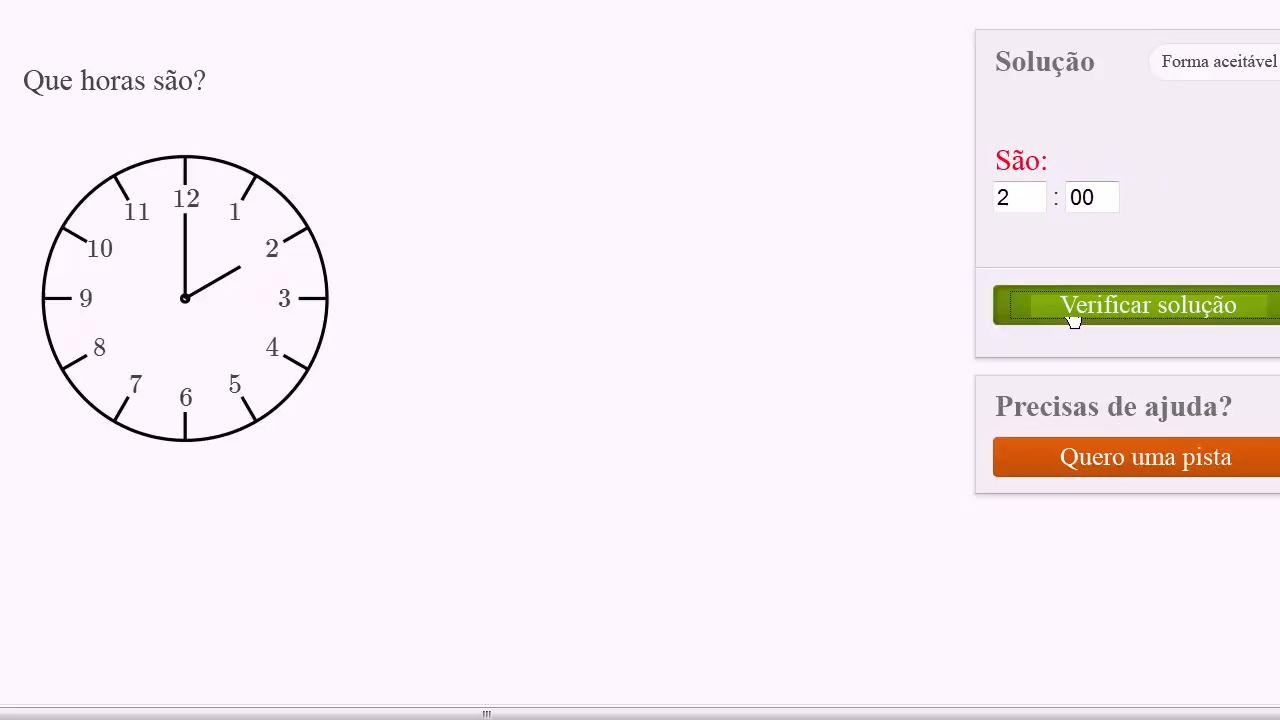 Que horas são?
12
11
1
10
2
9
3
8
4
7
5
6
Solução
Forma aceitável
São:
2 : 00
Verificar solução
Precisas de ajuda?
Quero uma pista